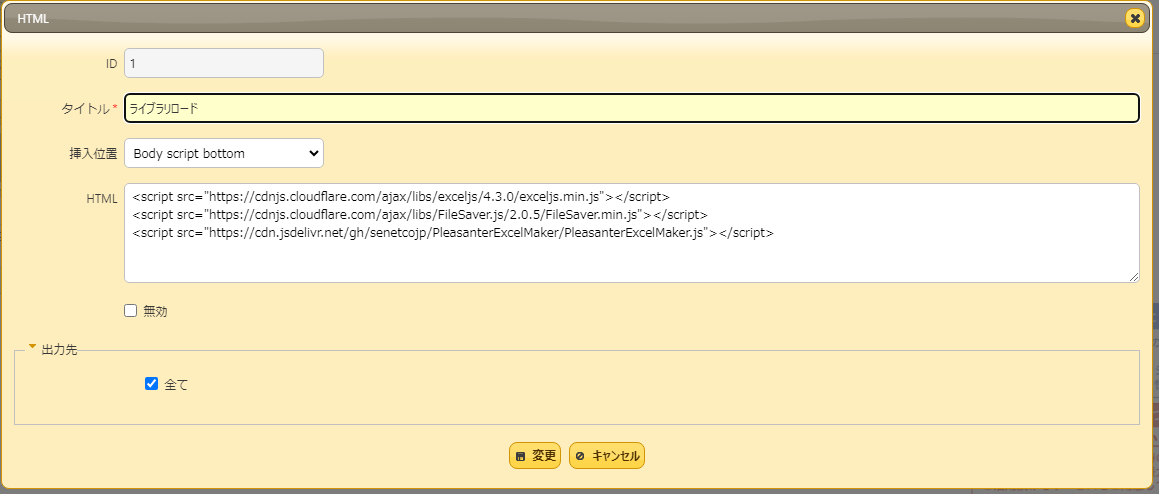 HTML
ID 1
タイトル* ライブラリロード
挿入位置 Body script bottom
HTML <script src="https://cdnjs.cloudflare.com/ajax/libs/exceljs/4.3.0/exceljs.min.js"></script>
<script src="https://cdnjs.cloudflare.com/ajax/libs/FileSaver.js/2.0.5/FileSaver.min.js"></script>
<script src="https://cdn.jsdelivr.net/gh/senetcojp/PleasanterExcelMaker/PleasanterExcelMaker.js"></script>
無効
出力先
全て
変更 キャンセル